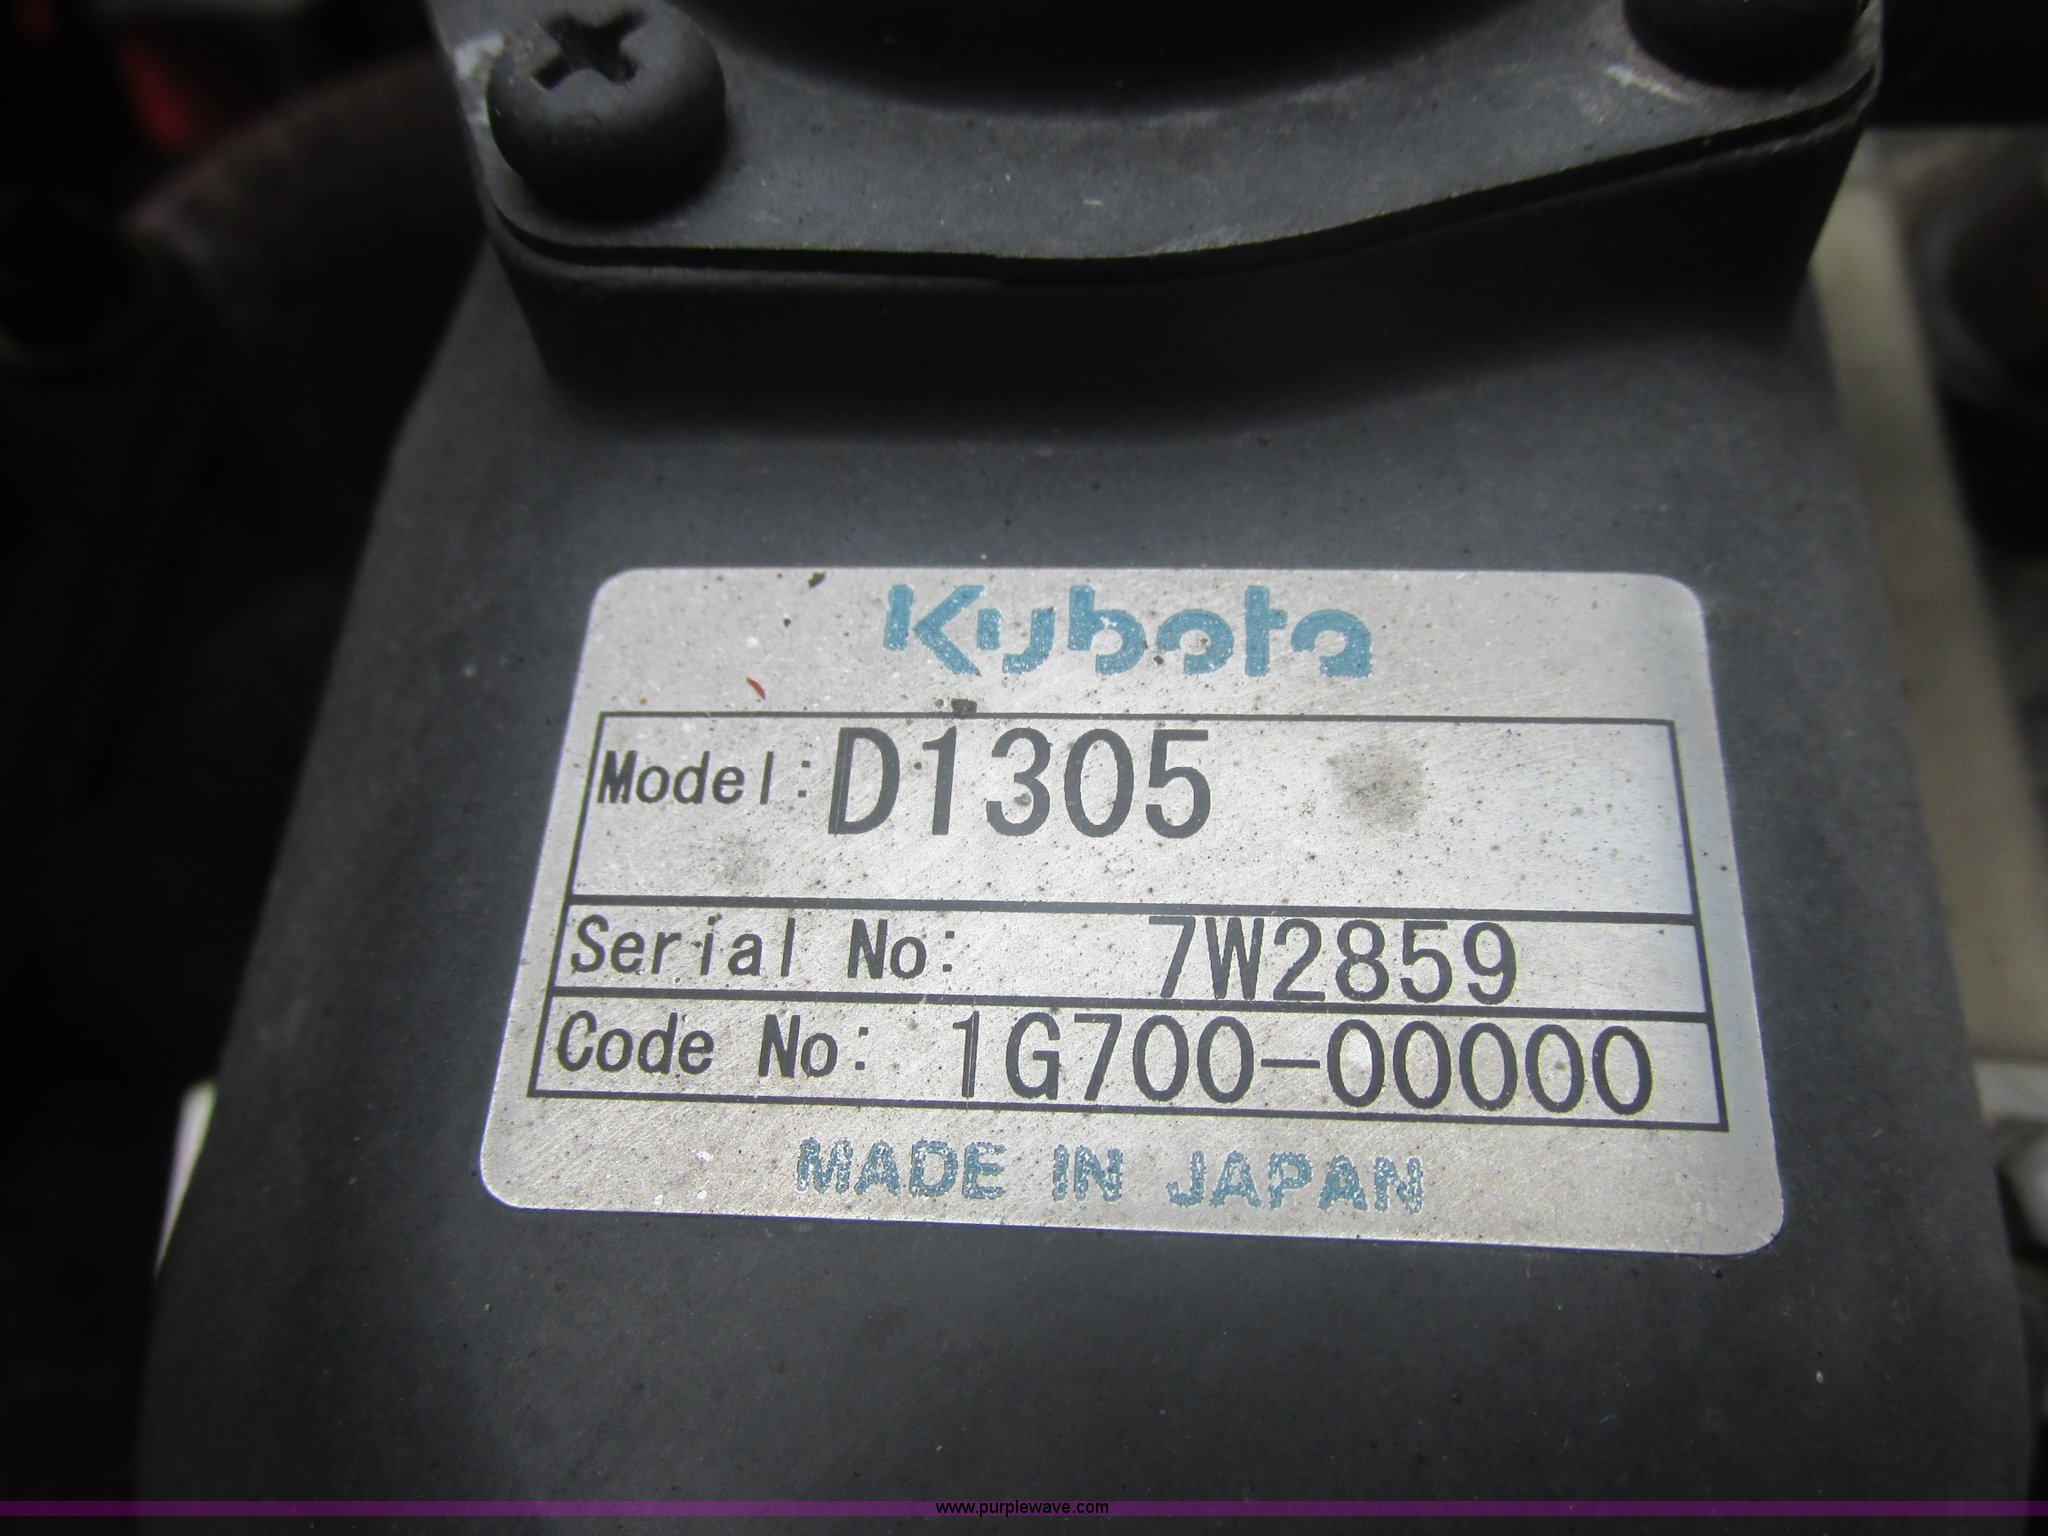 Kubota
Model: D1305
Serial No: 7W2859
Code No: 1G700-00000
MADE IN JAPAN
www.purplewave.com